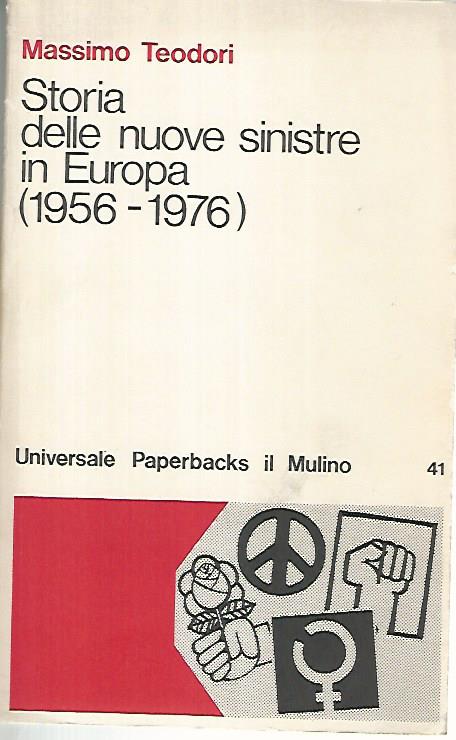 Massimo Teodori
Storia
delle nuove sinistre
in Europa
(1956-1976)
Universale Paperbacks il Mulino
41